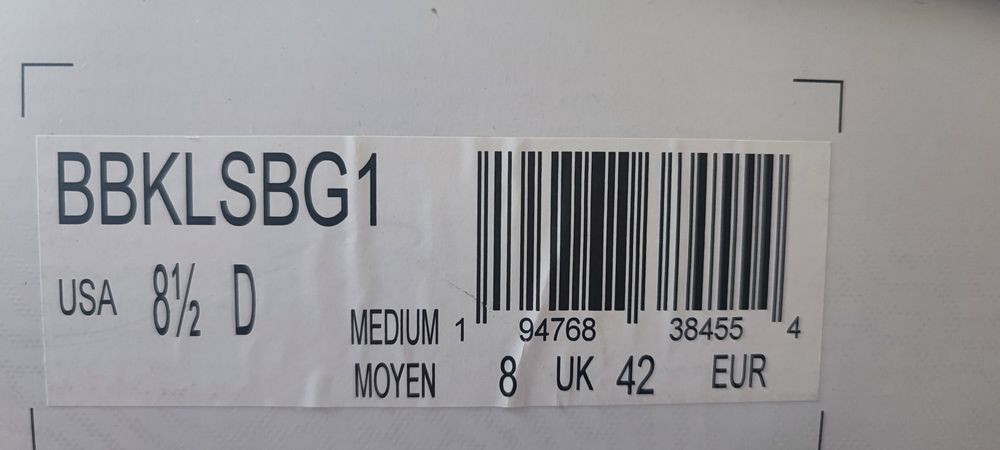 BBKLSBG1
USA 8½ D
MEDIUM 1 94768 38455 4
MOYEN 8 UK 42 EUR